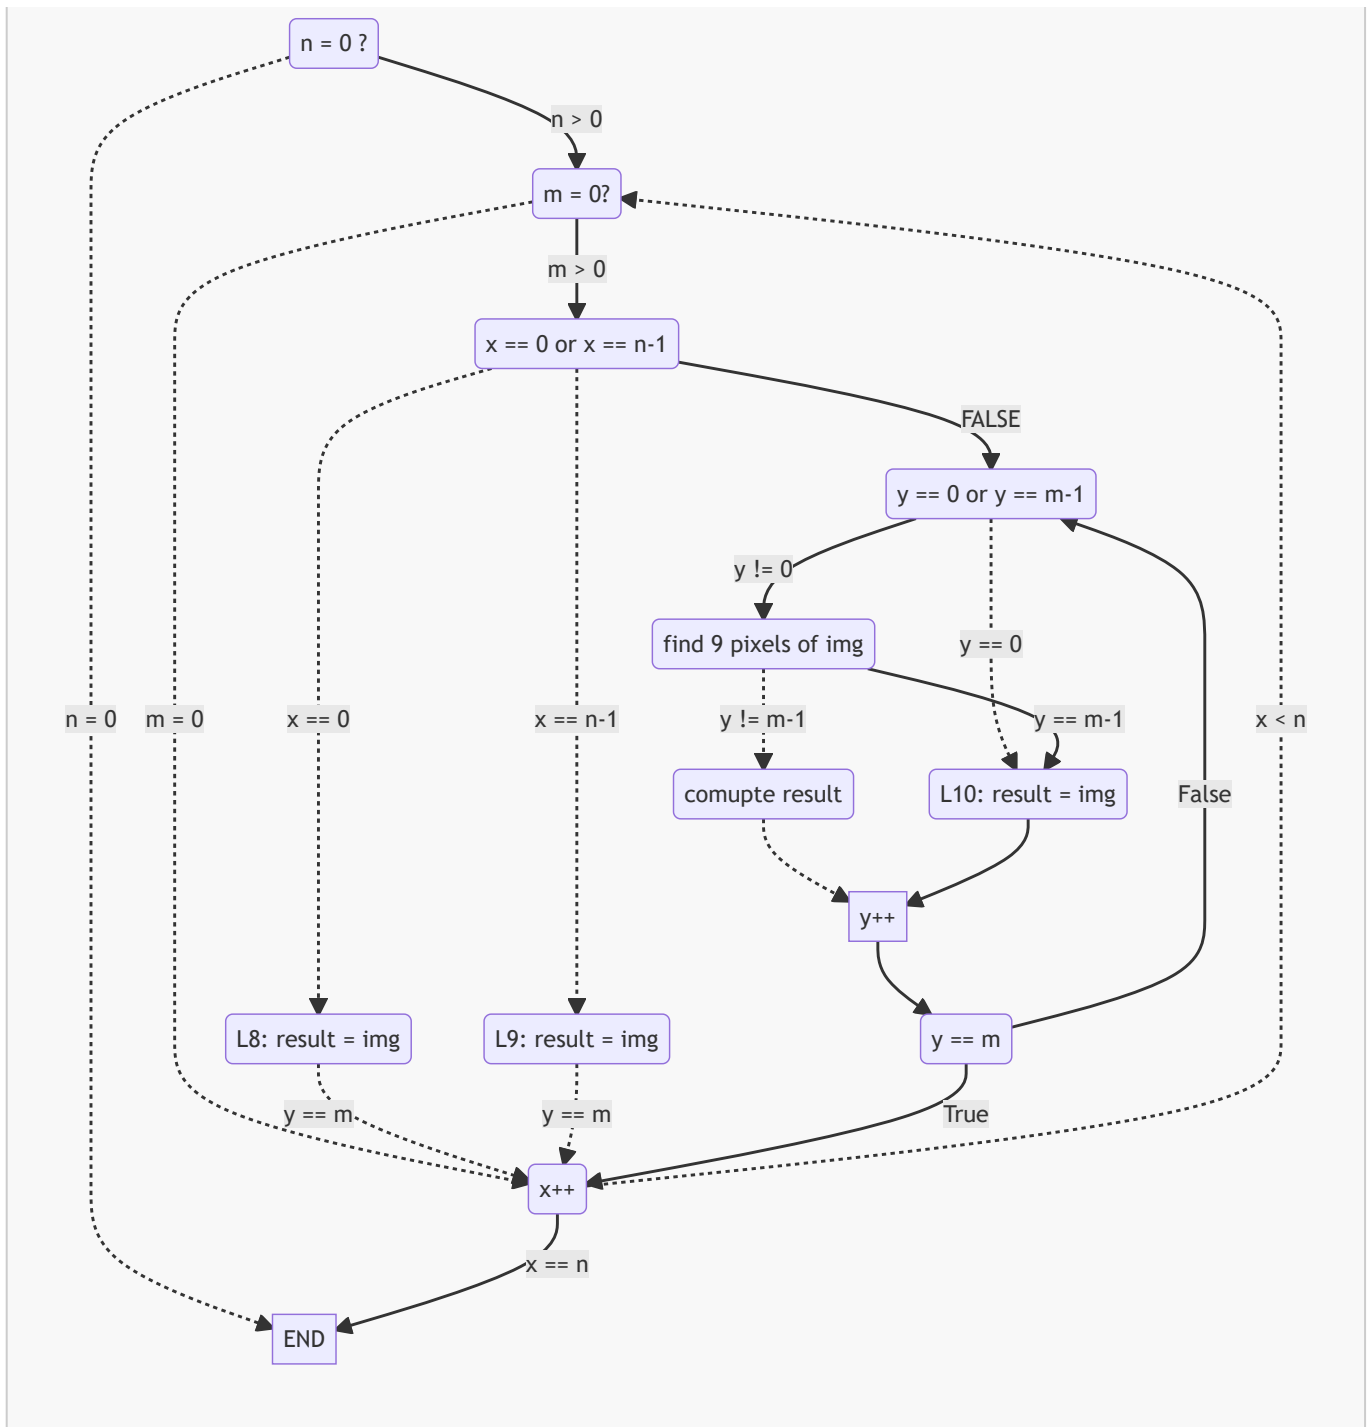 n = 0 ?
n > 0
m = 0?
m > 0
x == 0 or x == n-1
FALSE
y == 0 or y == m-1
y != 0
find 9 pixels of img
y == 0
n = 0
m = 0
x == 0
x == n-1
y != m-1
y == m-1
x < n
comupte result
L10: result = img
False
y++
L8: result = img
L9: result = img
y == m
y == m
y == m
True
x++
x == n
END